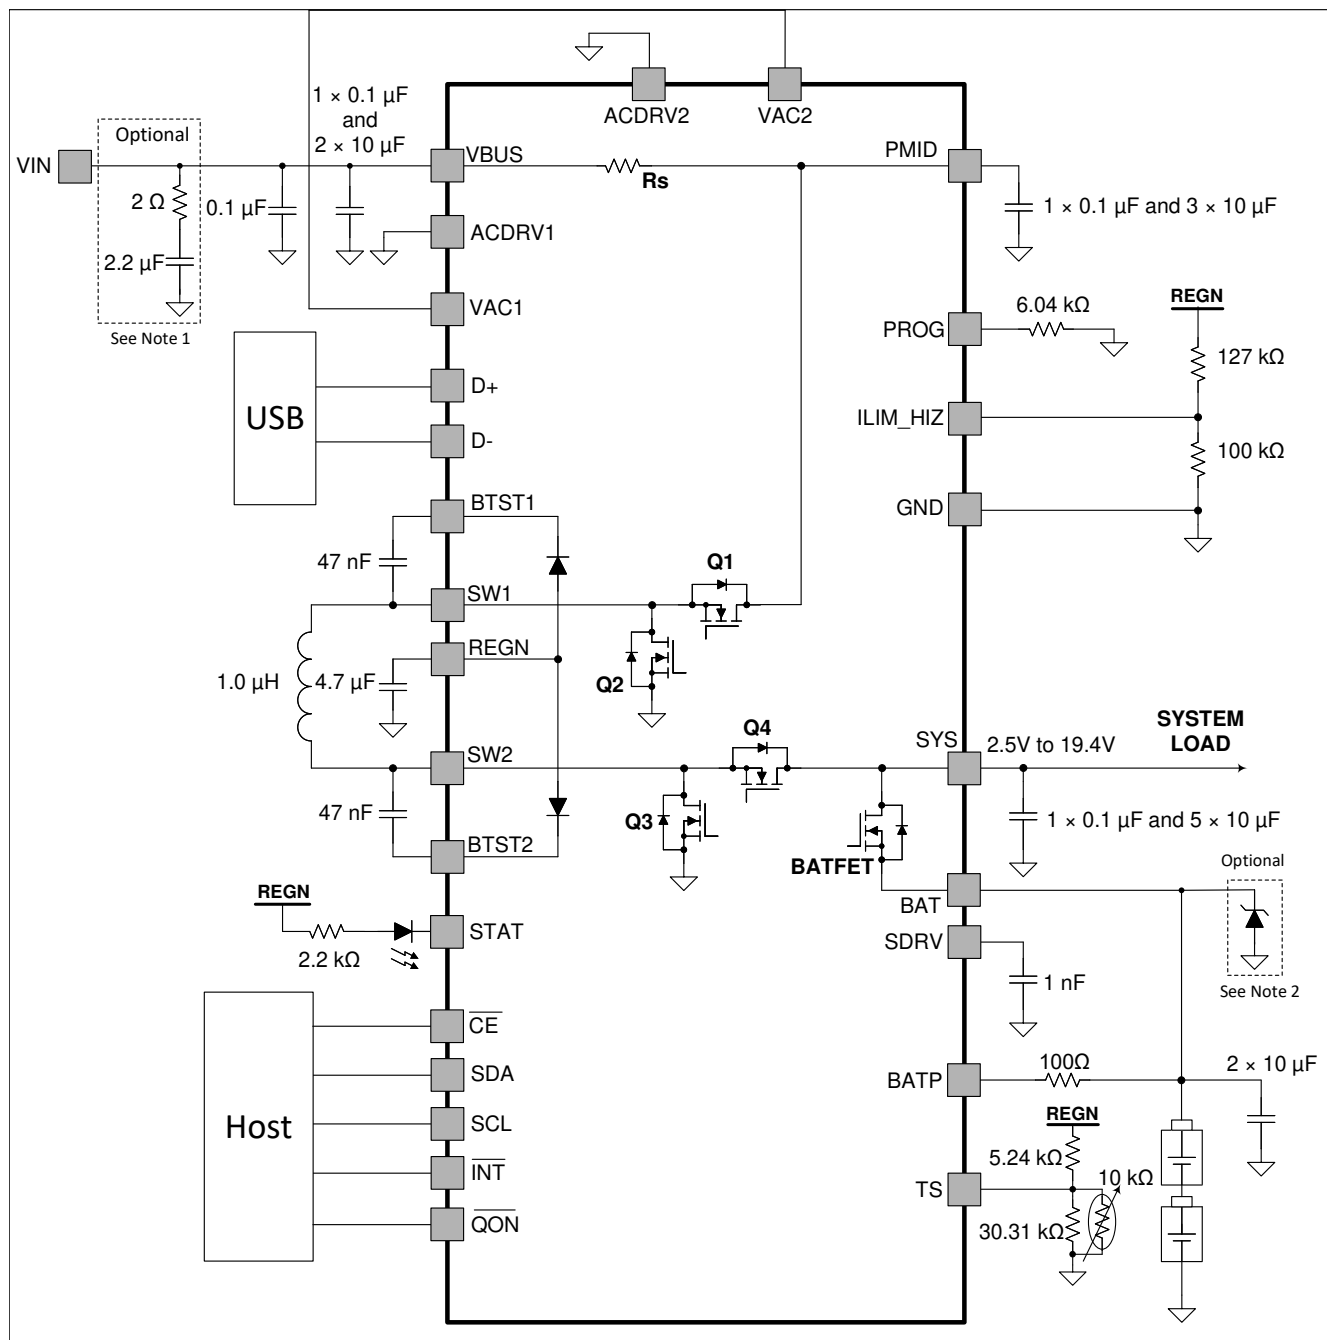 ACDRV2
VAC2
1 × 0.1 µF
and
2 × 10 µF
Optional
VIN
VBUS
Rs
PMID
2 Ω
0.1 µF
2.2 µF
See Note 1
ACDRV1
1 × 0.1 µF and 3 × 10 µF
VAC1
PROG
6.04 kΩ
REGN
127 kΩ
USB
D+
D-
ILIM_HIZ
100 kΩ
GND
BTST1
47 nF
SW1
Q1
REGN
1.0 µH
4.7 µF
Q2
SW2
Q4
SYS
2.5V to 19.4V
SYSTEM
LOAD
47 nF
Q3
BTST2
BATFET
1 × 0.1 µF and 5 × 10 µF
Optional
REGN
2.2 kΩ
STAT
BAT
SDRV
1 nF
See Note 2
Host
CE
SDA
SCL
INT
QON
BATP
100Ω
2 × 10 µF
REGN
5.24 kΩ
TS
10 kΩ
30.31 kΩ